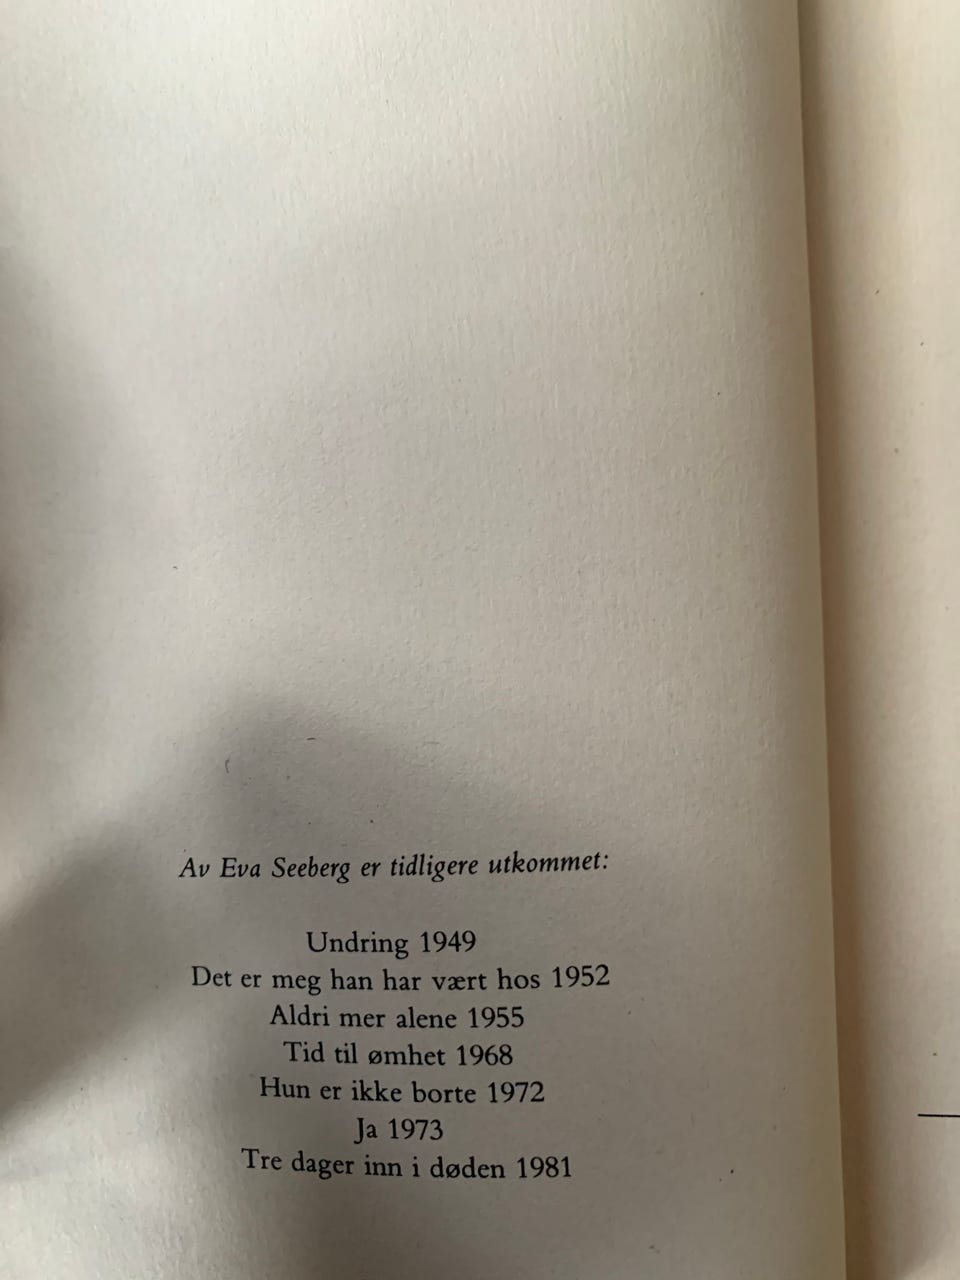 Av Eva Seeberg er tidligere utkommet:
Undring 1949
Det er meg han har vært hos 1952
Aldri mer alene 1955
Tid til ømhet 1968
Hun er ikke borte 1972
Ja 1973
Tre dager inn i døden 1981